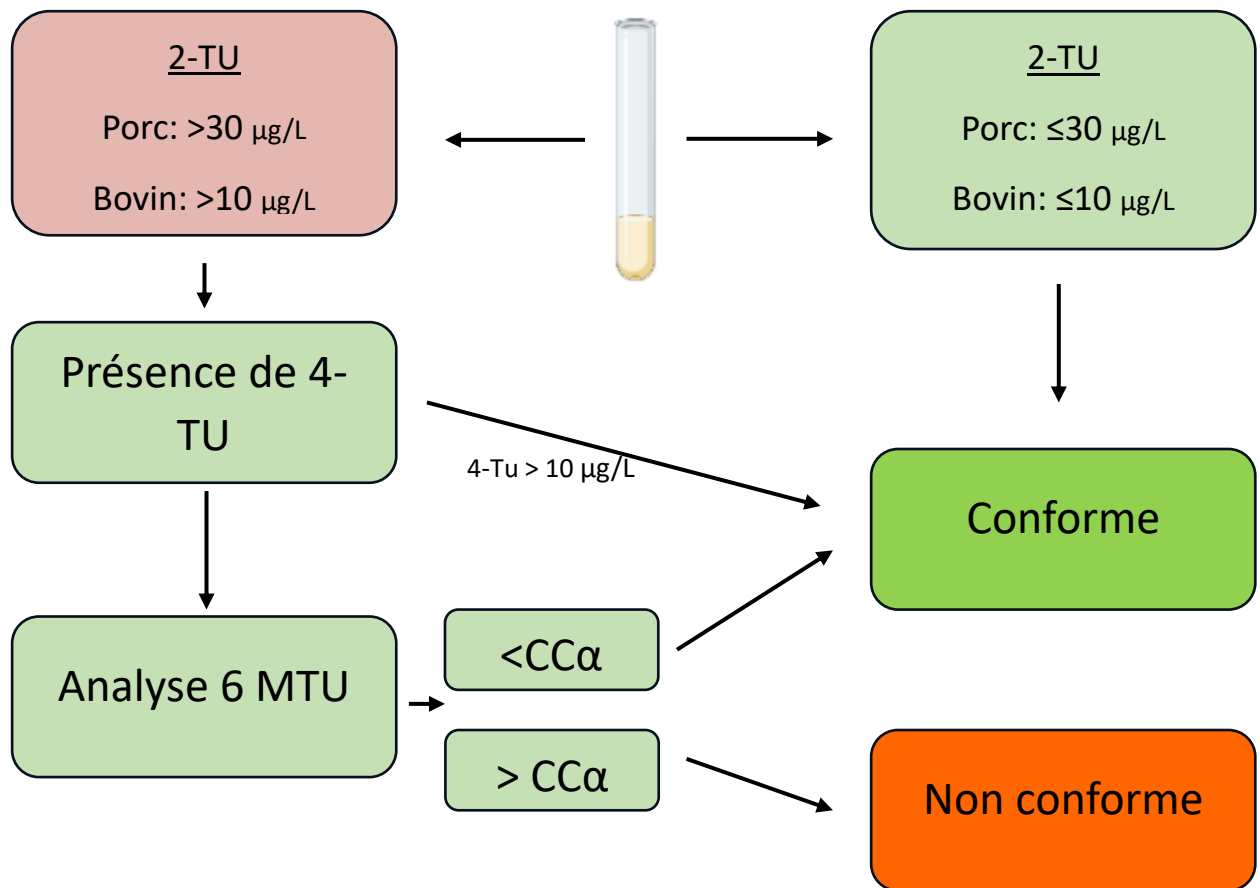 2-TU
Porc: >30 µg/L
Bovin: >10 µg/L
2-TU
Porc: ≤30 µg/L
Bovin: ≤10 µg/L
Présence de 4-
TU
4-Tu > 10 µg/L
Conforme
Analyse 6 MTU
<CCα
> CCα
Non conforme